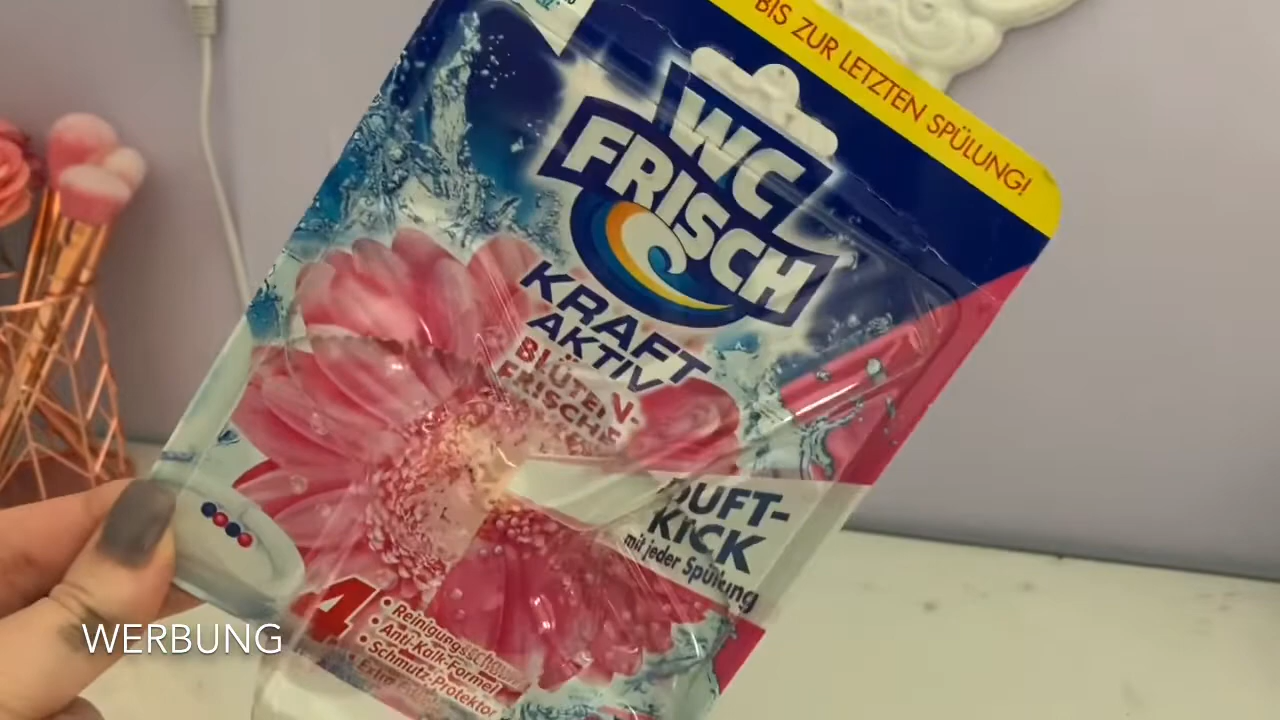 BIS ZUR LETZTEN SPÜLUNG!
WC
FRISCH
KRAFT
AKTIV
BLÜTEN-
FRISCHE
DUFT-
KICK
mit jeder Spülung
4
• Reinigungsschaum
• Anti-Kalk-Formel
• Schmutz-Protektor
WERBUNG